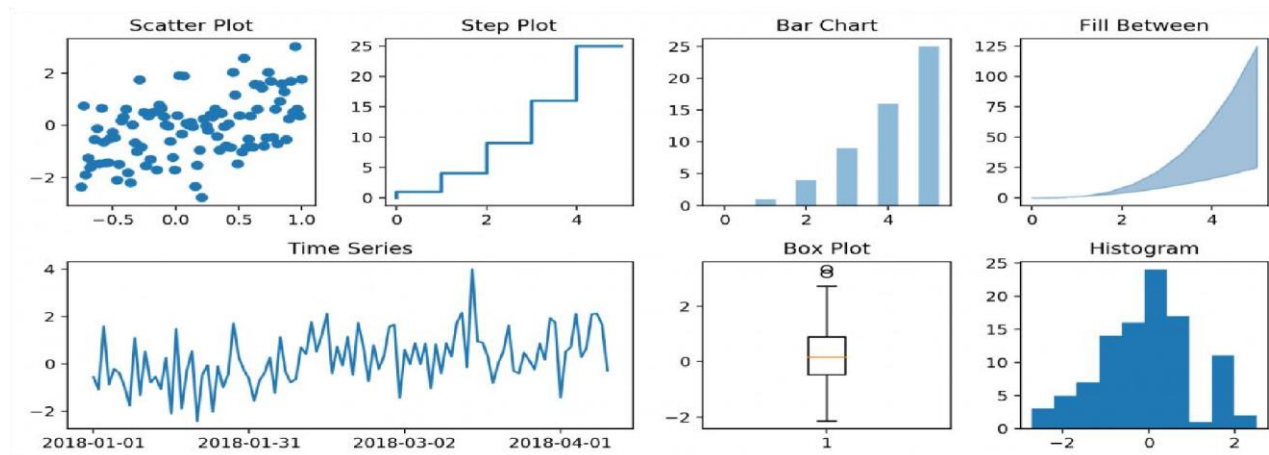 Scatter Plot
2
0
−2
−0.5 0.0 0.5 1.0
Step Plot
25
20
15
10
5
0
0 2 4
Bar Chart
25
20
15
10
5
0
0 2 4
Fill Between
125
100
75
50
25
0
0 2 4
Time Series
4
2
0
−2
2018-01-01 2018-01-31 2018-03-02 2018-04-01
Box Plot
2
0
−2
1
Histogram
25
20
15
10
5
0
−2 0 2